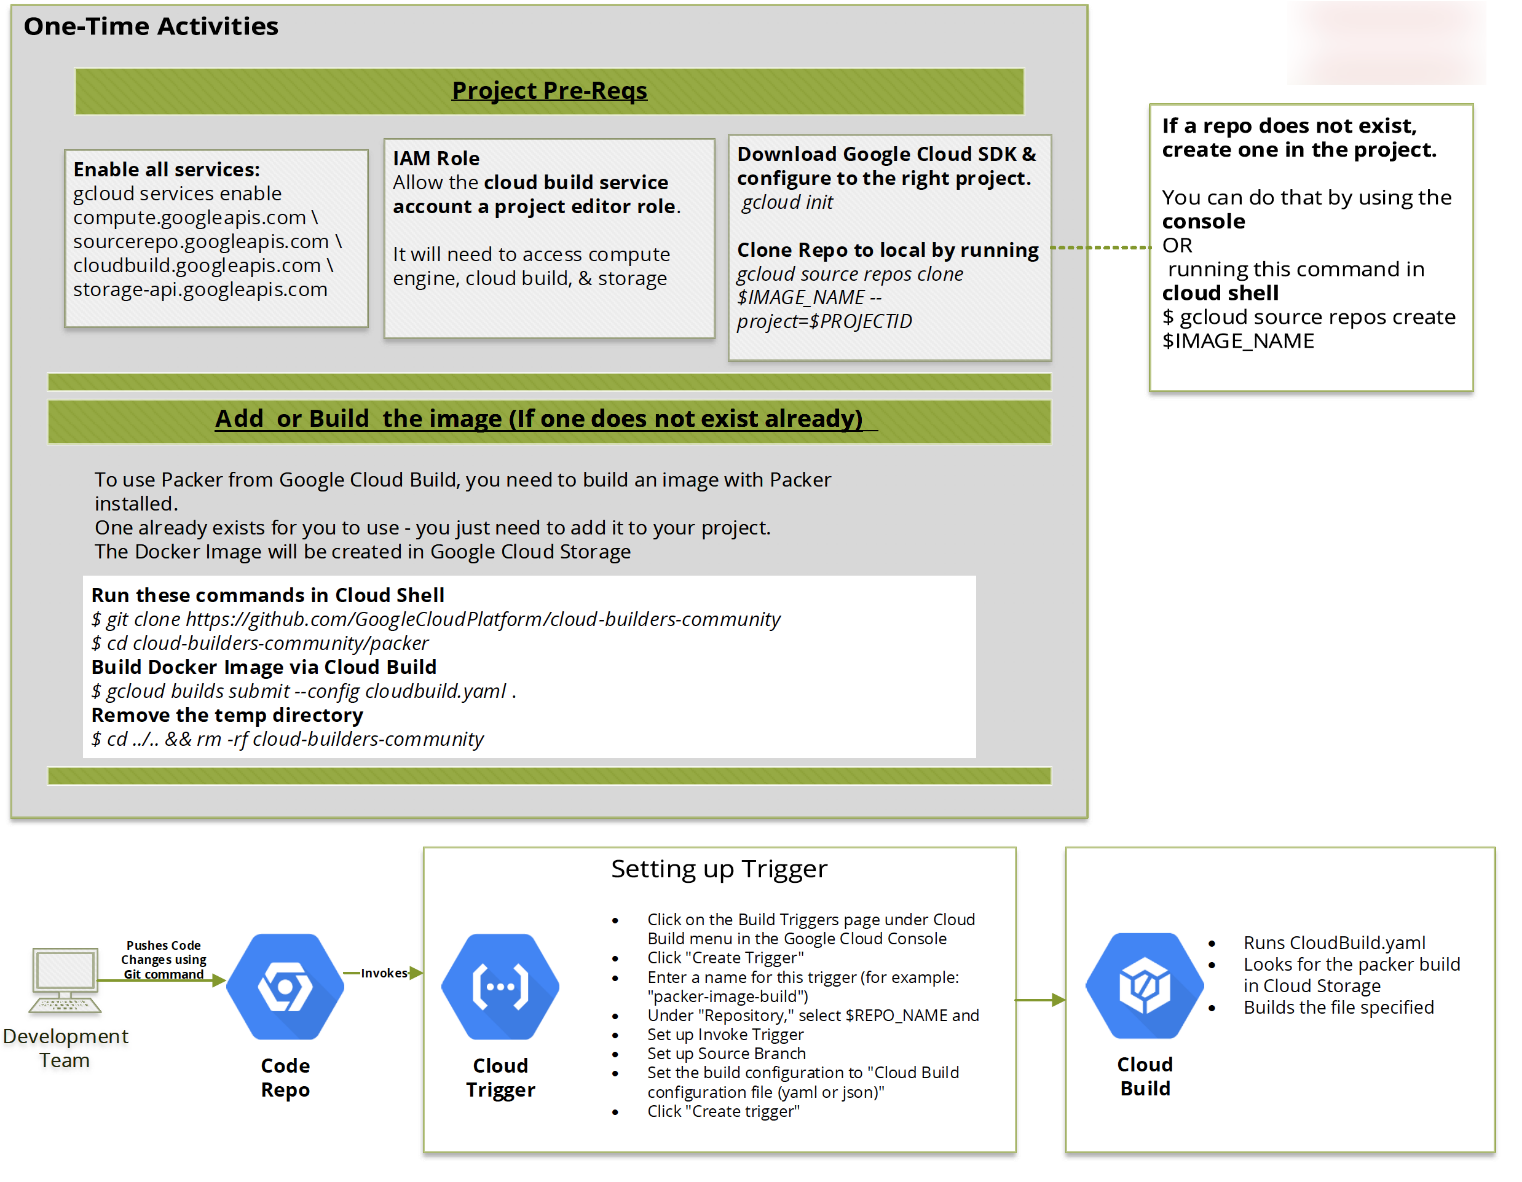 One-Time Activities
Project Pre-Reqs
Enable all services:
gcloud services enable
compute.googleapis.com \
sourcerepo.googleapis.com \
cloudbuild.googleapis.com \
storage-api.googleapis.com
IAM Role
Allow the cloud build service
account a project editor role.
It will need to access compute
engine, cloud build, & storage
Download Google Cloud SDK &
configure to the right project.
gcloud init
Clone Repo to local by running
gcloud source repos clone
$IMAGE_NAME --
project=$PROJECTID
If a repo does not exist,
create one in the project.
You can do that by using the
console
OR
running this command in
cloud shell
$ gcloud source repos create
$IMAGE_NAME
Add or Build the image (If one does not exist already)
To use Packer from Google Cloud Build, you need to build an image with Packer
installed.
One already exists for you to use - you just need to add it to your project.
The Docker Image will be created in Google Cloud Storage
Run these commands in Cloud Shell
$ git clone https://github.com/GoogleCloudPlatform/cloud-builders-community
$ cd cloud-builders-community/packer
Build Docker Image via Cloud Build
$ gcloud builds submit --config cloudbuild.yaml .
Remove the temp directory
$ cd ../.. && rm -rf cloud-builders-community
Development
Team
Pushes Code
Changes using
Git command
Code
Repo
Invokes
Cloud
Trigger
Setting up Trigger
• Click on the Build Triggers page under Cloud
Build menu in the Google Cloud Console
• Click "Create Trigger"
• Enter a name for this trigger (for example:
"packer-image-build")
• Under "Repository," select $REPO_NAME and
• Set up Invoke Trigger
• Set up Source Branch
• Set the build configuration to "Cloud Build
configuration file (yaml or json)"
• Click "Create trigger"
Cloud
Build
• Runs CloudBuild.yaml
• Looks for the packer build
in Cloud Storage
• Builds the file specified